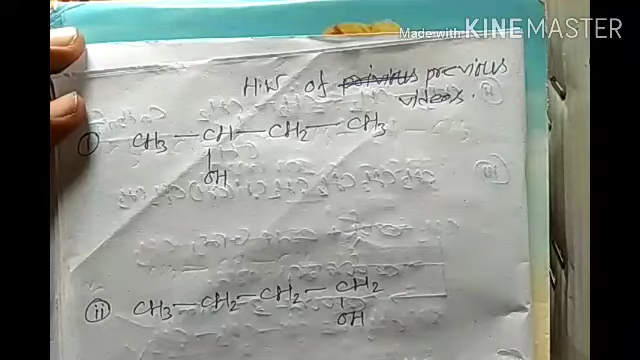 Made with KINEMASTER
H.W of previous
videos.
i CH3 — CH — CH2 — CH3
OH
ii CH3 — CH2 — CH2 — CH2
OH